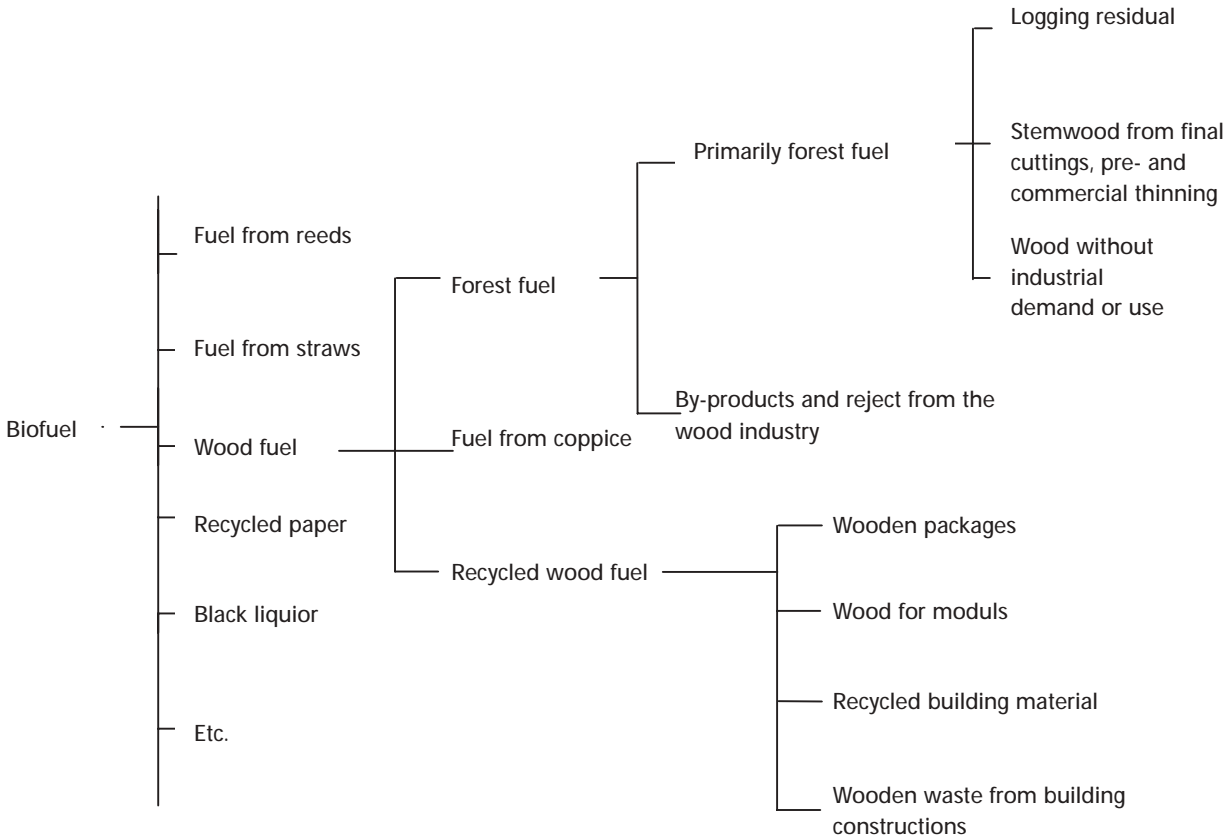 Logging residual
Stemwood from final
cuttings, pre- and
commercial thinning
Primarily forest fuel
Fuel from reeds
Wood without
industrial
demand or use
Forest fuel
Fuel from straws
By-products and reject from the
wood industry
Biofuel
Wood fuel
Fuel from coppice
Recycled paper
Wooden packages
Recycled wood fuel
Black liquior
Wood for moduls
Recycled building material
Etc.
Wooden waste from building
constructions